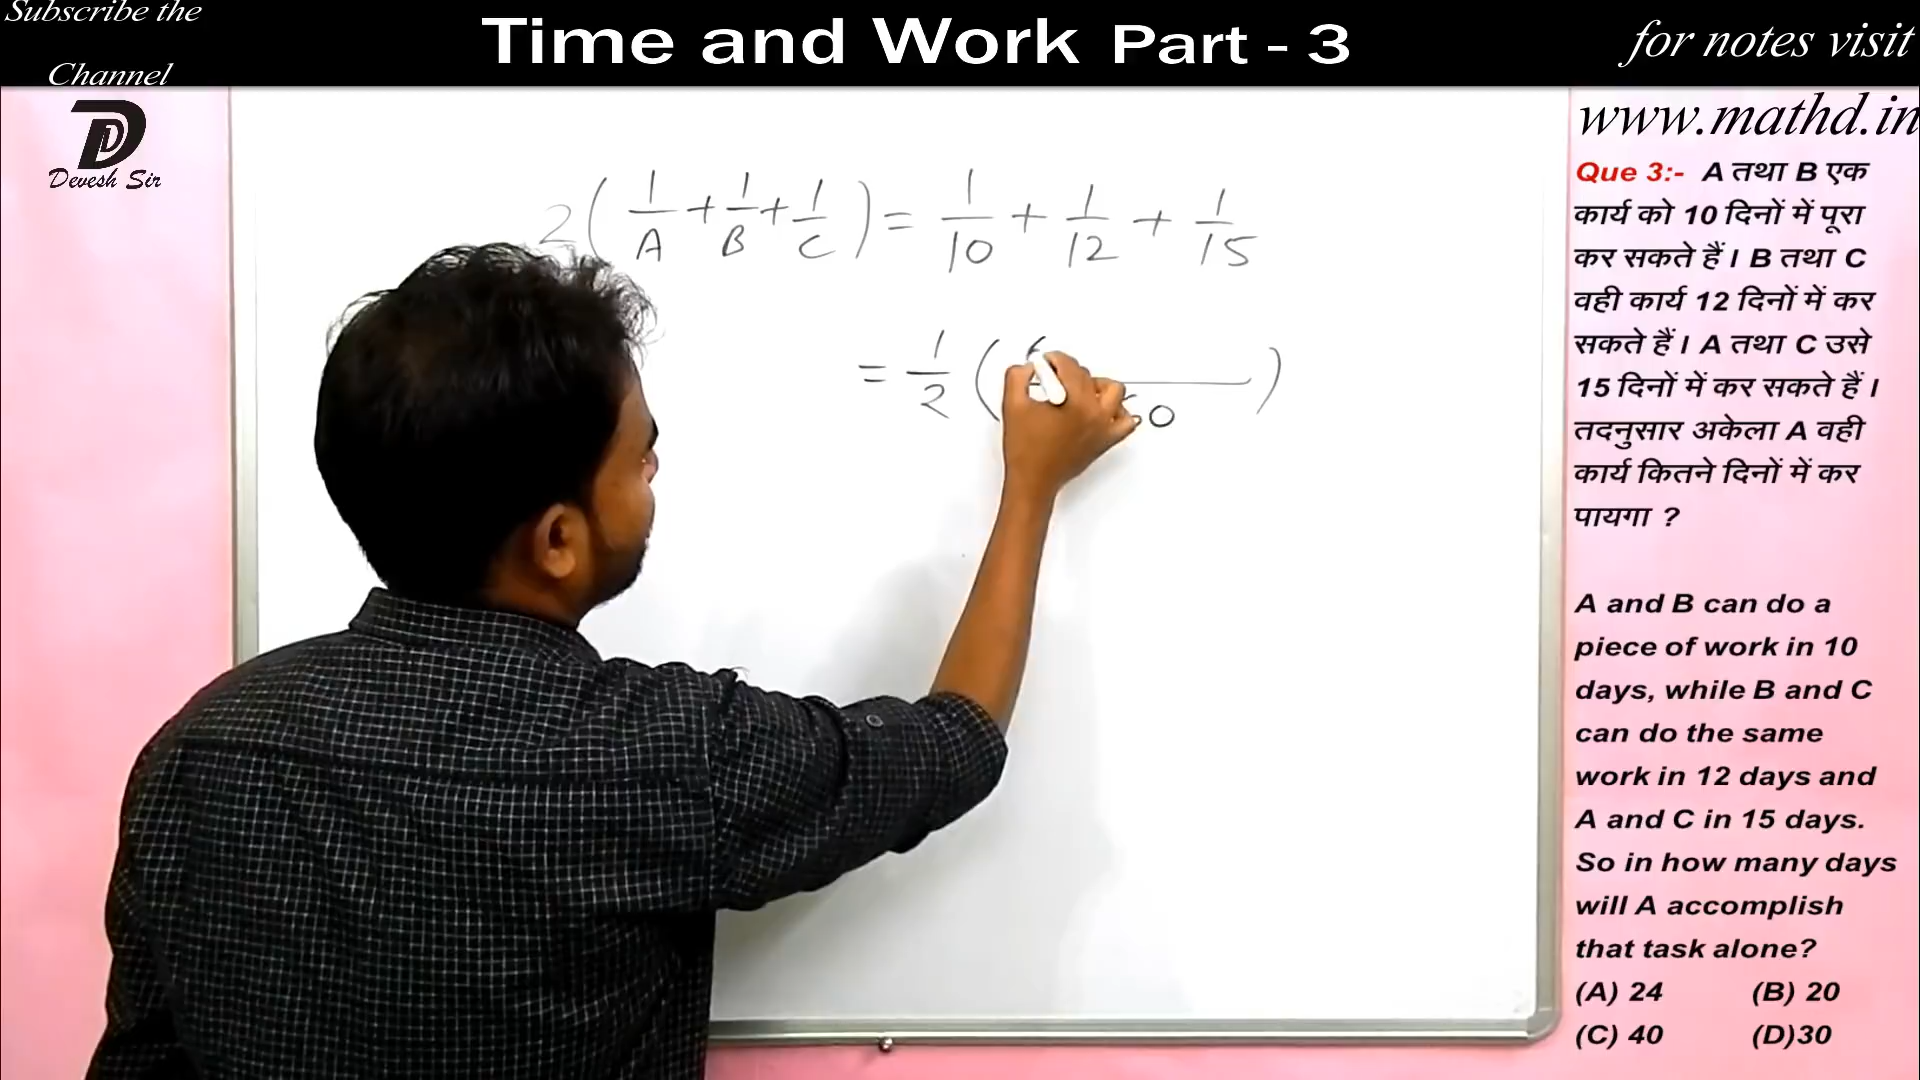 Subscribe the
Channel
Time and Work Part - 3
for notes visit
www.mathd.in
D
Devesh Sir
2(1/A + 1/B + 1/C) = 1/10 + 1/12 + 1/15
= 1/2 ( /60)
Que 3:- A तथा B एक
कार्य को 10 दिनों में पूरा
कर सकते हैं। B तथा C
वही कार्य 12 दिनों में कर
सकते हैं। A तथा C उसे
15 दिनों में कर सकते हैं।
तदनुसार अकेला A वही
कार्य कितने दिनों में कर
पायगा ?
A and B can do a
piece of work in 10
days, while B and C
can do the same
work in 12 days and
A and C in 15 days.
So in how many days
will A accomplish
that task alone?
(A) 24 (B) 20
(C) 40 (D)30